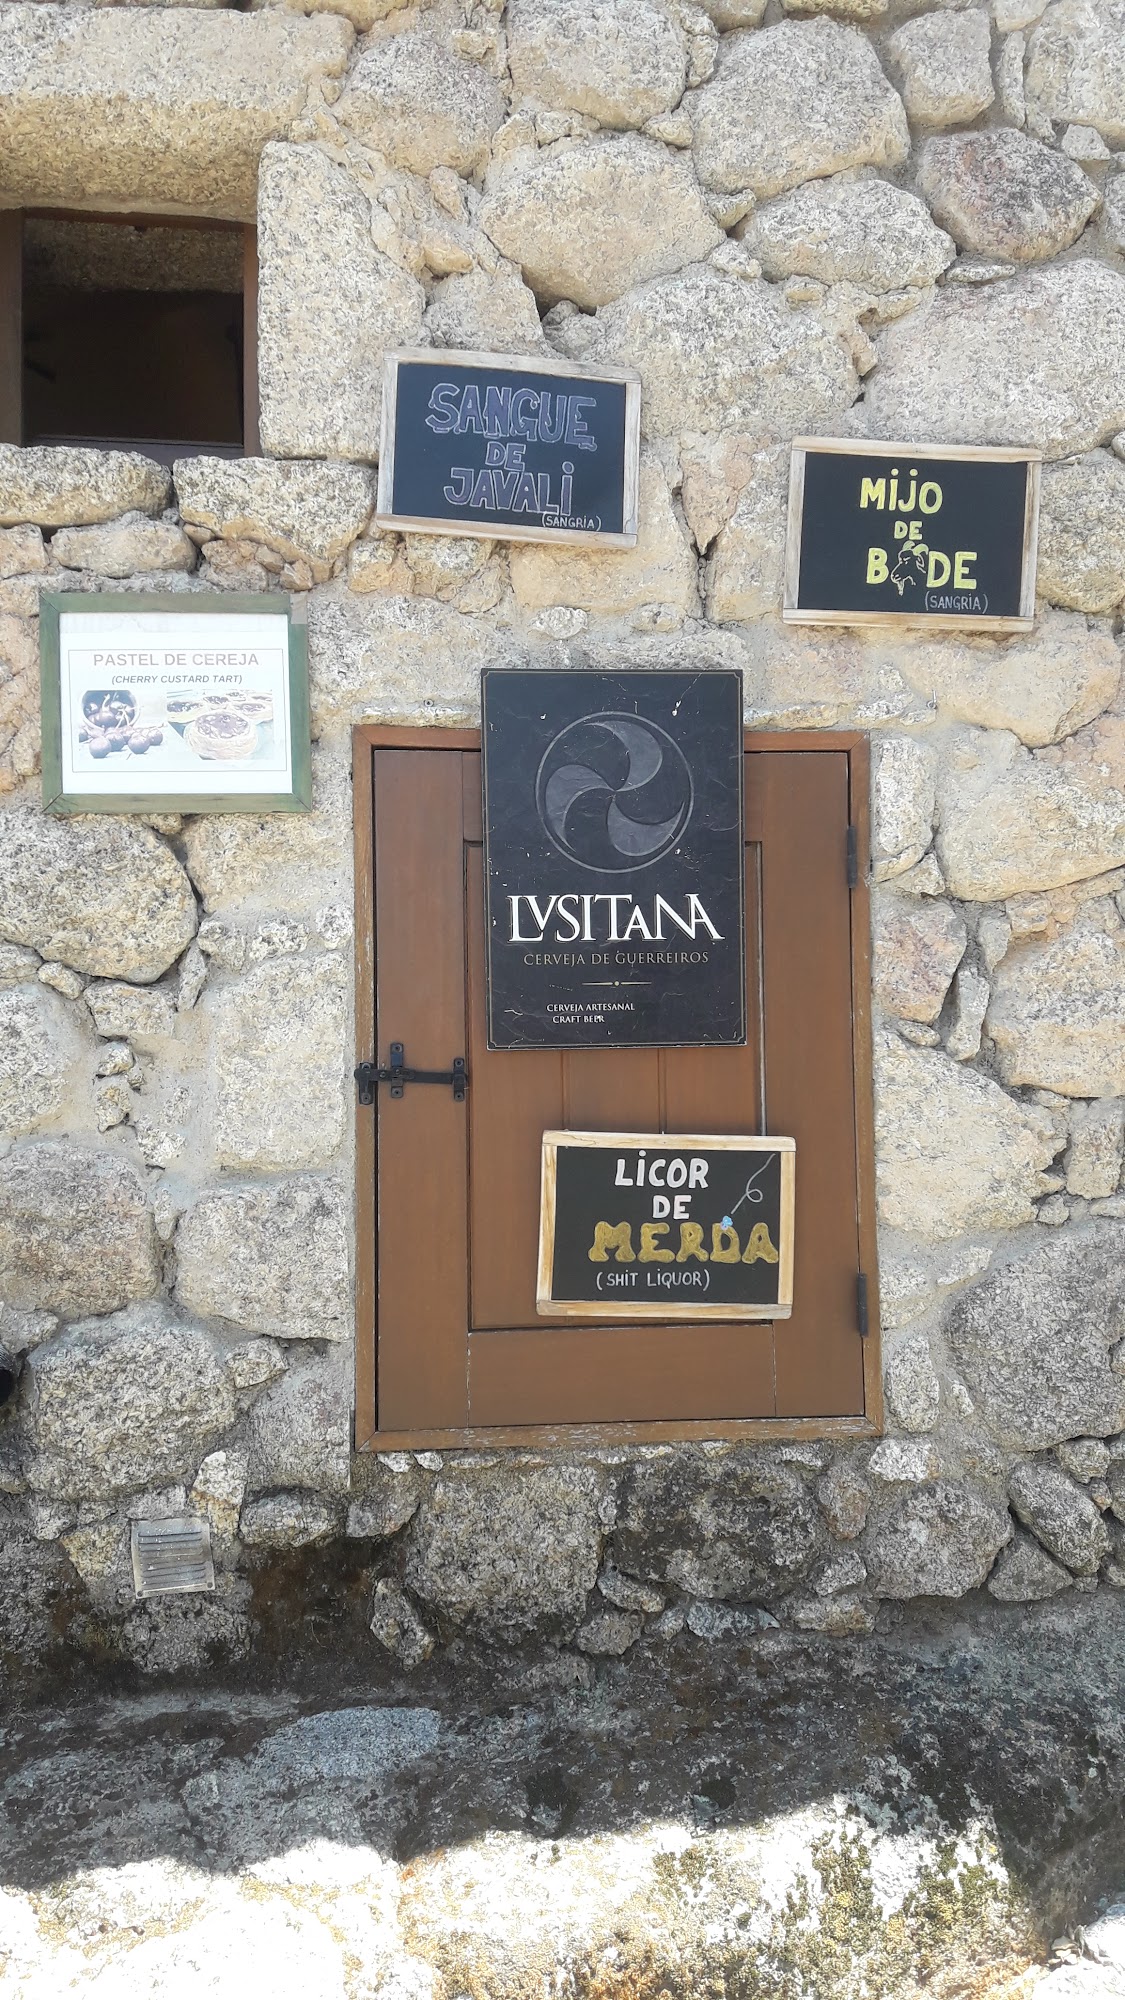 SANGUE
DE
JAVALI
(SANGRIA)
MIJO
DE
BODE
(SANGRIA)
PASTEL DE CEREJA
(CHERRY CUSTARD TART)
LVSITANA
CERVEJA DE GUERREIROS
CERVEJA ARTESANAL
CRAFT BEER
LICOR
DE
MERDA
(SHIT LIQUOR)